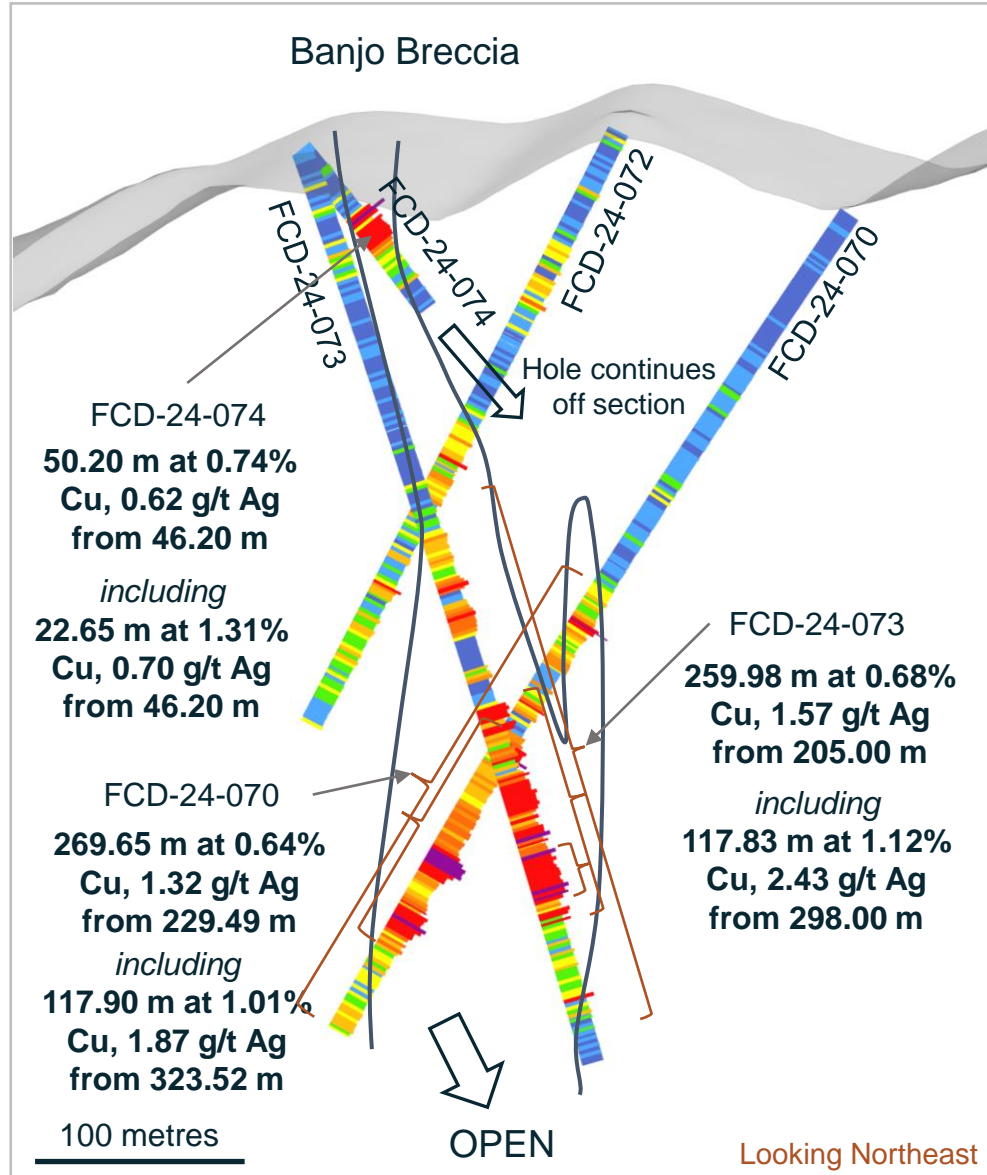 Banjo Breccia
FCD-24-073
FCD-24-074
FCD-24-072
FCD-24-070
Hole continues
off section
FCD-24-074
50.20 m at 0.74%
Cu, 0.62 g/t Ag
from 46.20 m
including
22.65 m at 1.31%
Cu, 0.70 g/t Ag
from 46.20 m
FCD-24-073
259.98 m at 0.68%
Cu, 1.57 g/t Ag
from 205.00 m
including
117.83 m at 1.12%
Cu, 2.43 g/t Ag
from 298.00 m
FCD-24-070
269.65 m at 0.64%
Cu, 1.32 g/t Ag
from 229.49 m
including
117.90 m at 1.01%
Cu, 1.87 g/t Ag
from 323.52 m
100 metres
OPEN
Looking Northeast